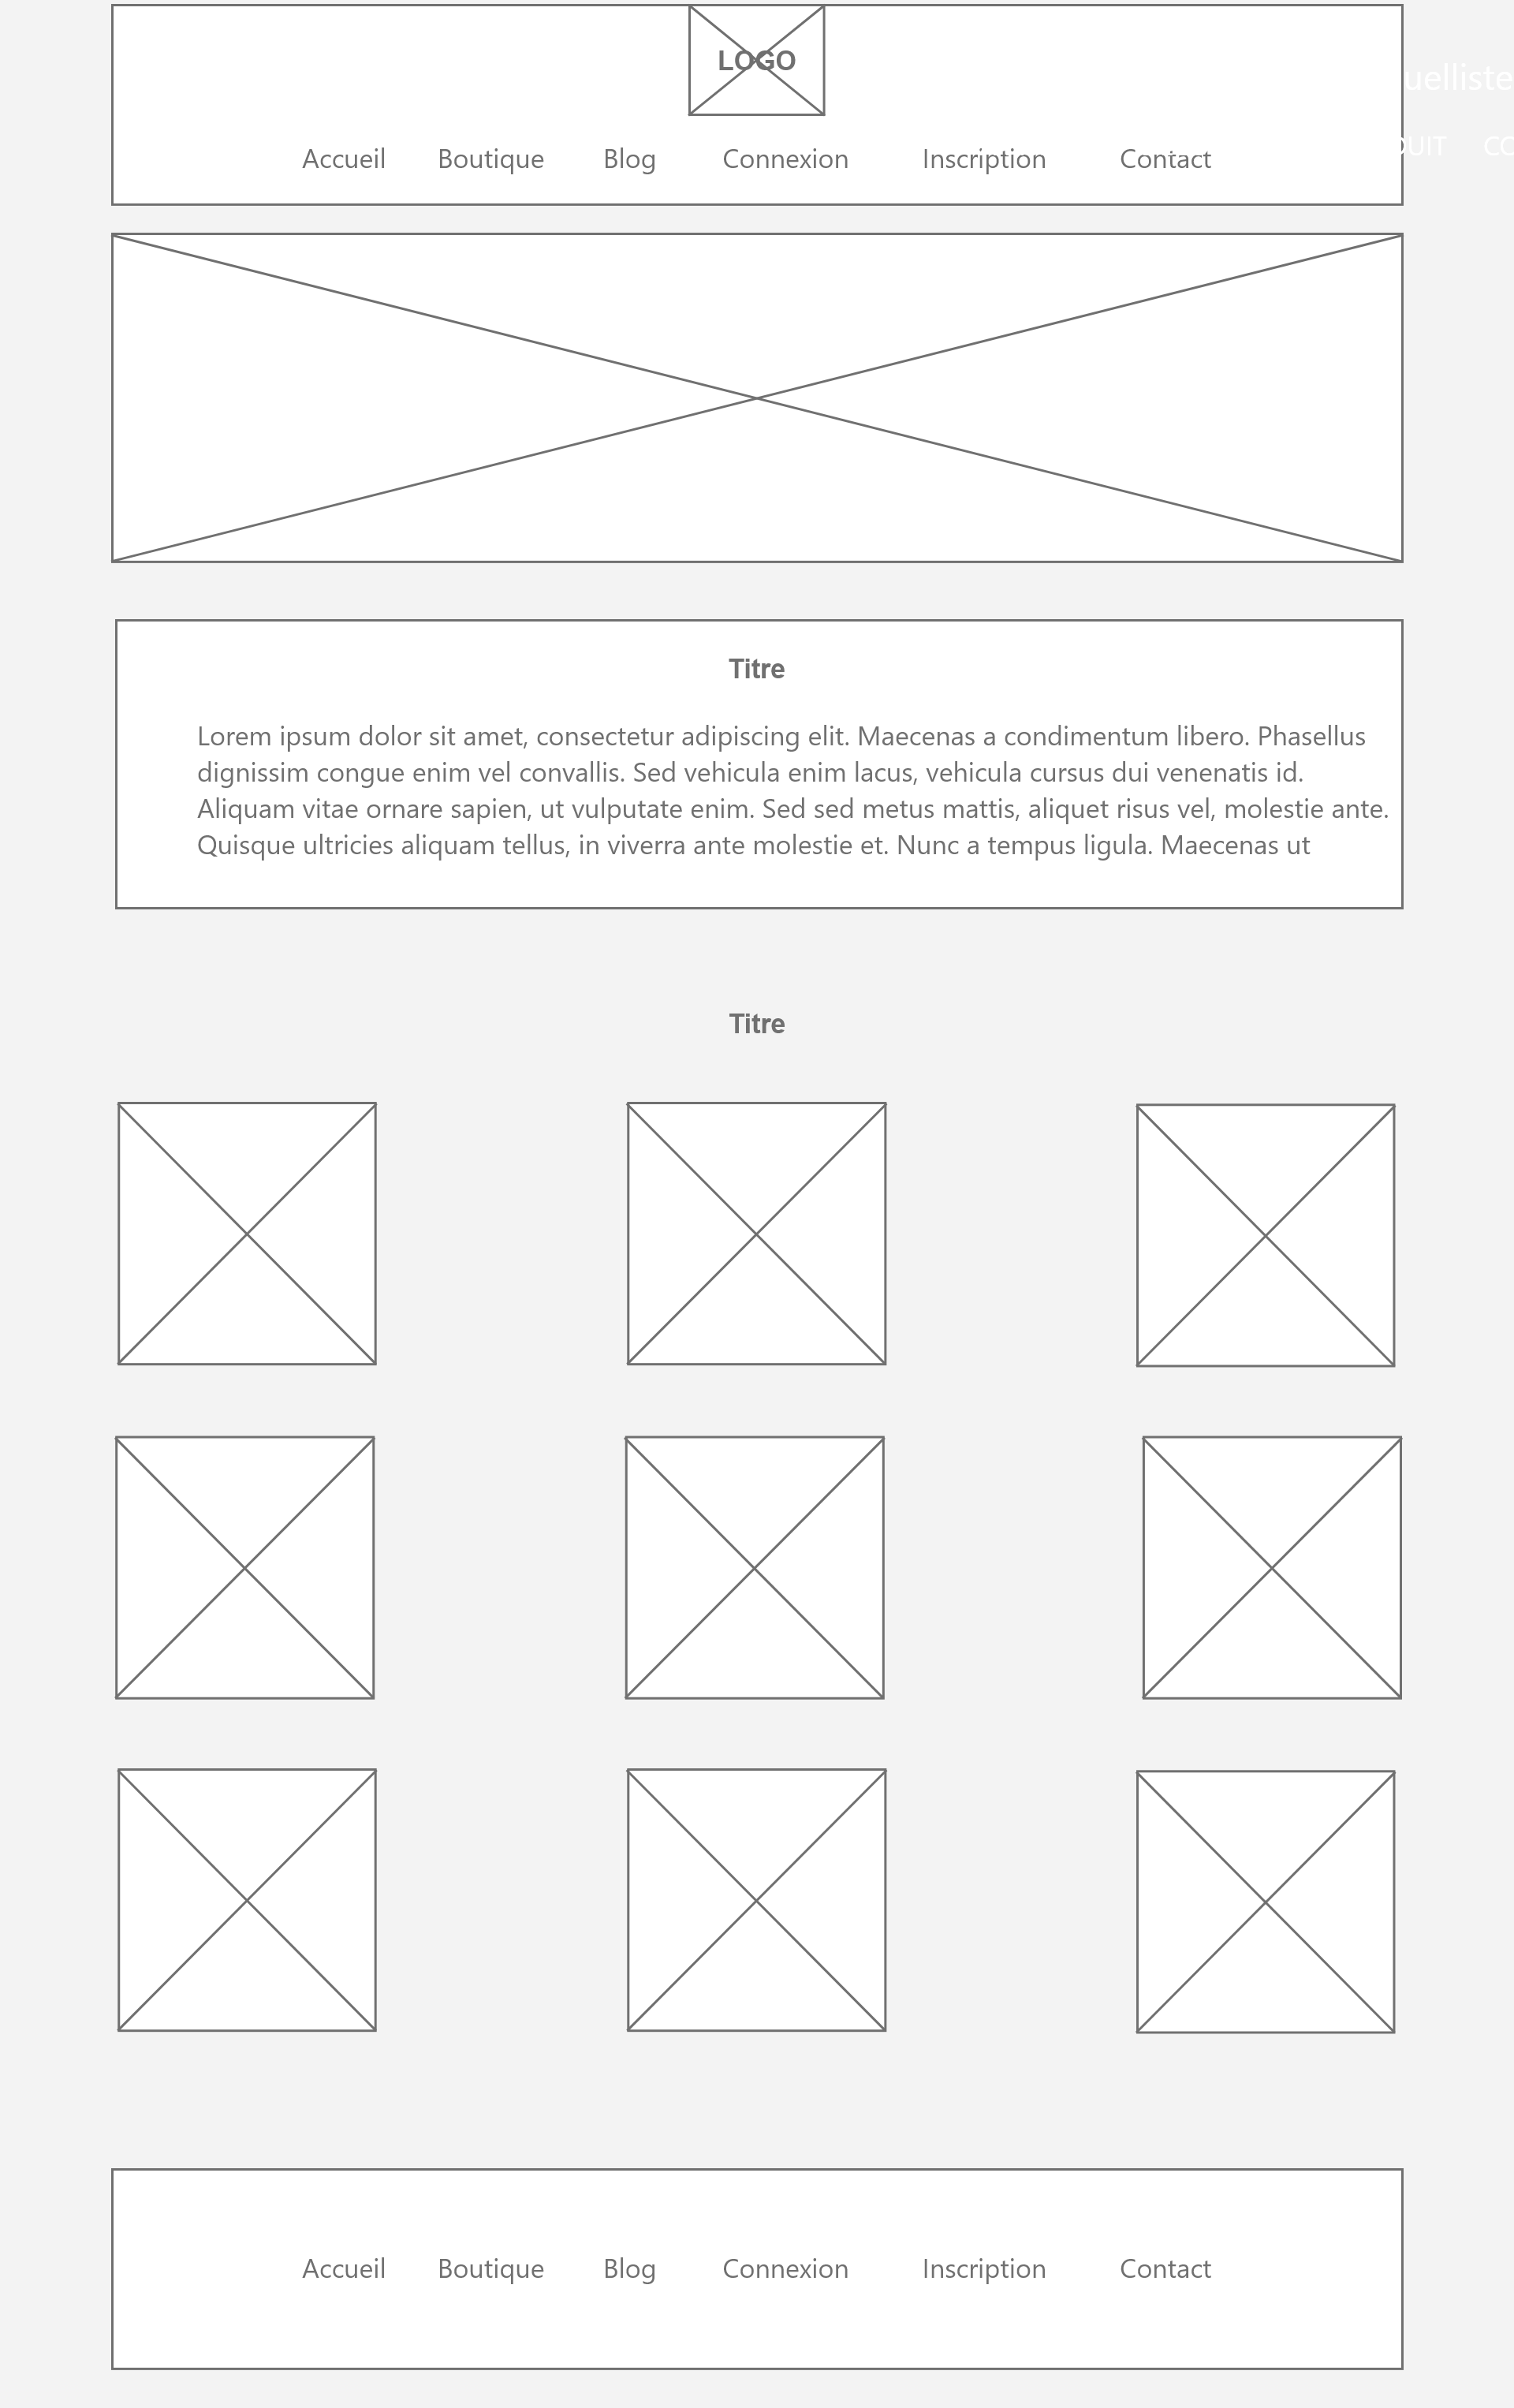 LOGO
uelliste
Accueil Boutique Blog Connexion Inscription Contact
UIT CO
Titre
Lorem ipsum dolor sit amet, consectetur adipiscing elit. Maecenas a condimentum libero. Phasellus
dignissim congue enim vel convallis. Sed vehicula enim lacus, vehicula cursus dui venenatis id.
Aliquam vitae ornare sapien, ut vulputate enim. Sed sed metus mattis, aliquet risus vel, molestie ante.
Quisque ultricies aliquam tellus, in viverra ante molestie et. Nunc a tempus ligula. Maecenas ut
Titre
Accueil Boutique Blog Connexion Inscription Contact